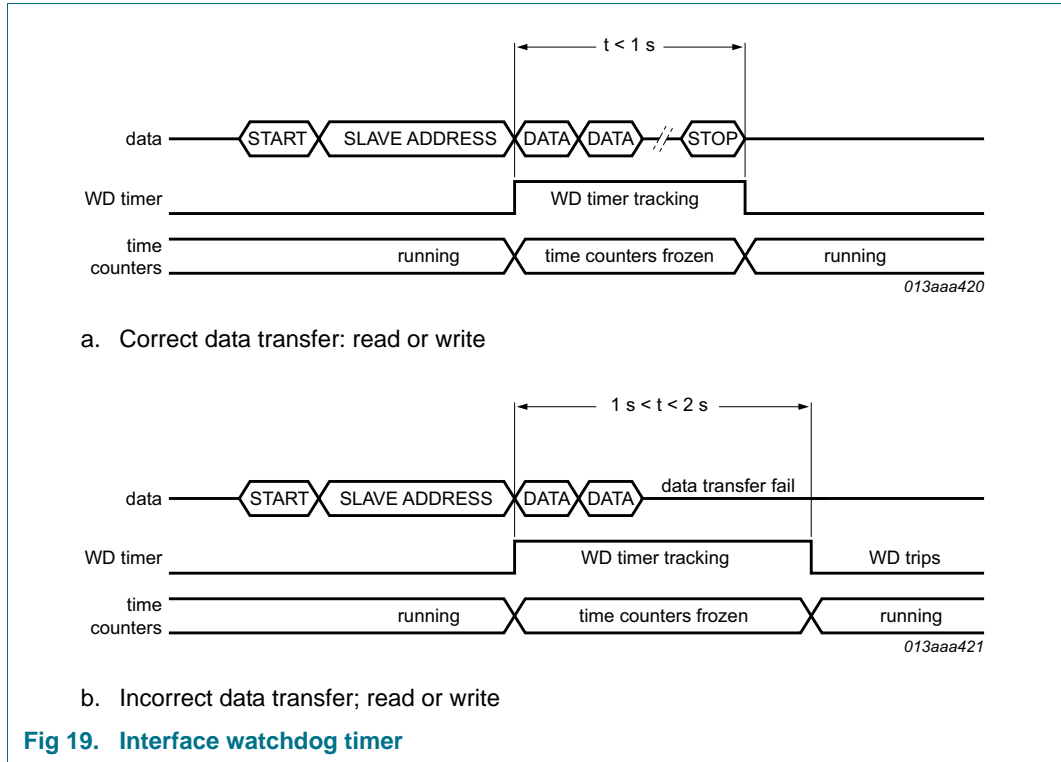 t < 1 s
data START SLAVE ADDRESS DATA DATA STOP
WD timer WD timer tracking
time
counters running time counters frozen running
013aaa420
a. Correct data transfer: read or write
1 s < t < 2 s
data START SLAVE ADDRESS DATA DATA data transfer fail
WD timer WD timer tracking WD trips
time
counters running time counters frozen running
013aaa421
b. Incorrect data transfer; read or write
Fig 19. Interface watchdog timer